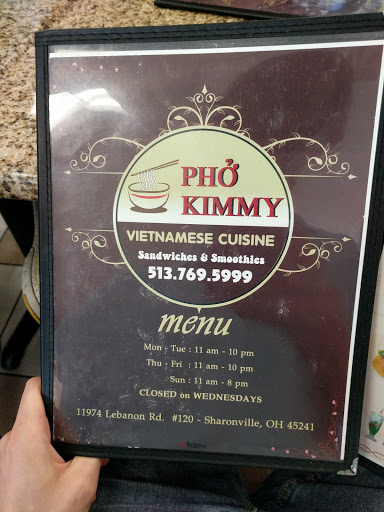 PHỞ
KIMMY
VIETNAMESE CUISINE
Sandwiches & Smoothies
513.769.5999
menu
Mon - Tue : 11 am - 10 pm
Thu - Fri : 11 am - 10 pm
Sun : 11 am - 8 pm
CLOSED on WEDNESDAYS
11974 Lebanon Rd. #120 - Sharonville, OH 45241